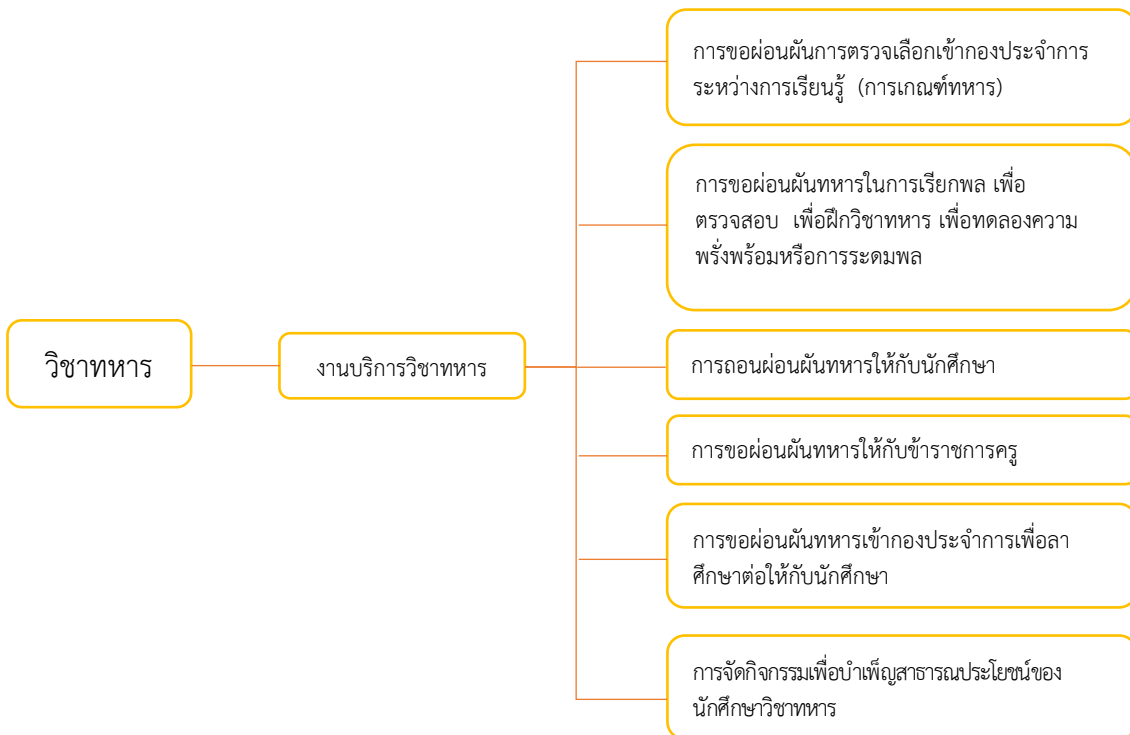 การขอผ่อนผันการตรวจเลือกเข้ากองประจำการ
ระหว่างการเรียนรู้ (การเกณฑ์ทหาร)
การขอผ่อนผันทหารในการเรียกพล เพื่อ
ตรวจสอบ เพื่อฝึกวิชาทหาร เพื่อทดลองความ
พรั่งพร้อมหรือการระดมพล
วิชาทหาร
งานบริการวิชาทหาร
การถอนผ่อนผันทหารให้กับนักศึกษา
การขอผ่อนผันทหารให้กับข้าราชการครู
การขอผ่อนผันทหารเข้ากองประจำการเพื่อลา
ศึกษาต่อให้กับนักศึกษา
การจัดกิจกรรมเพื่อบำเพ็ญสาธารณประโยชน์ของ
นักศึกษาวิชาทหาร